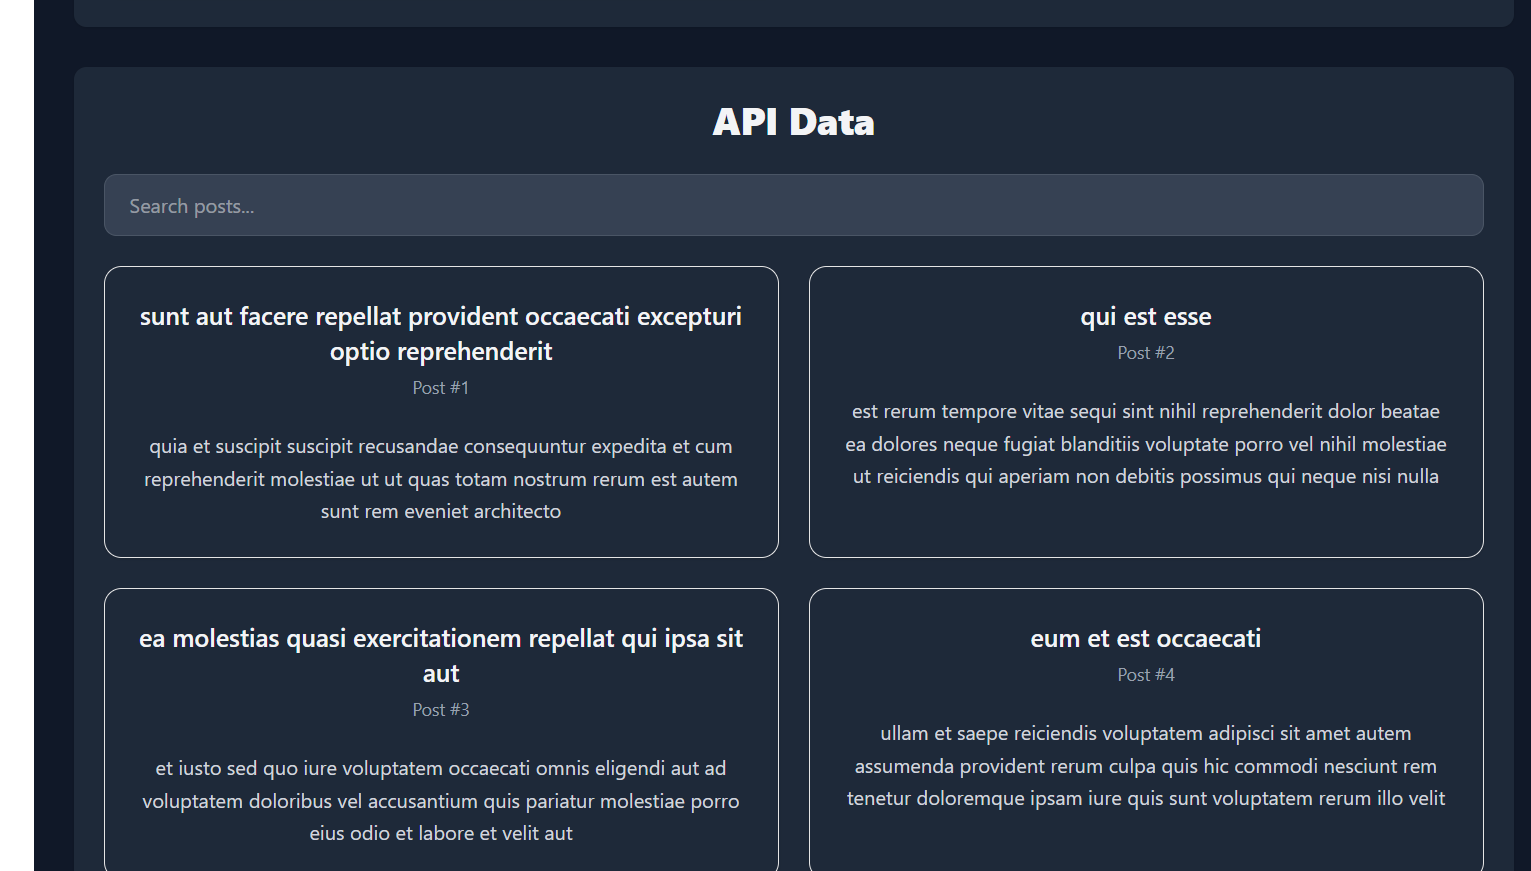 API Data
Search posts...
sunt aut facere repellat provident occaecati excepturi
optio reprehenderit
Post #1
quia et suscipit suscipit recusandae consequuntur expedita et cum
reprehenderit molestiae ut ut quas totam nostrum rerum est autem
sunt rem eveniet architecto
qui est esse
Post #2
est rerum tempore vitae sequi sint nihil reprehenderit dolor beatae
ea dolores neque fugiat blanditiis voluptate porro vel nihil molestiae
ut reiciendis qui aperiam non debitis possimus qui neque nisi nulla
ea molestias quasi exercitationem repellat qui ipsa sit
aut
Post #3
et iusto sed quo iure voluptatem occaecati omnis eligendi aut ad
voluptatem doloribus vel accusantium quis pariatur molestiae porro
eius odio et labore et velit aut
eum et est occaecati
Post #4
ullam et saepe reiciendis voluptatem adipisci sit amet autem
assumenda provident rerum culpa quis hic commodi nesciunt rem
tenetur doloremque ipsam iure quis sunt voluptatem rerum illo velit